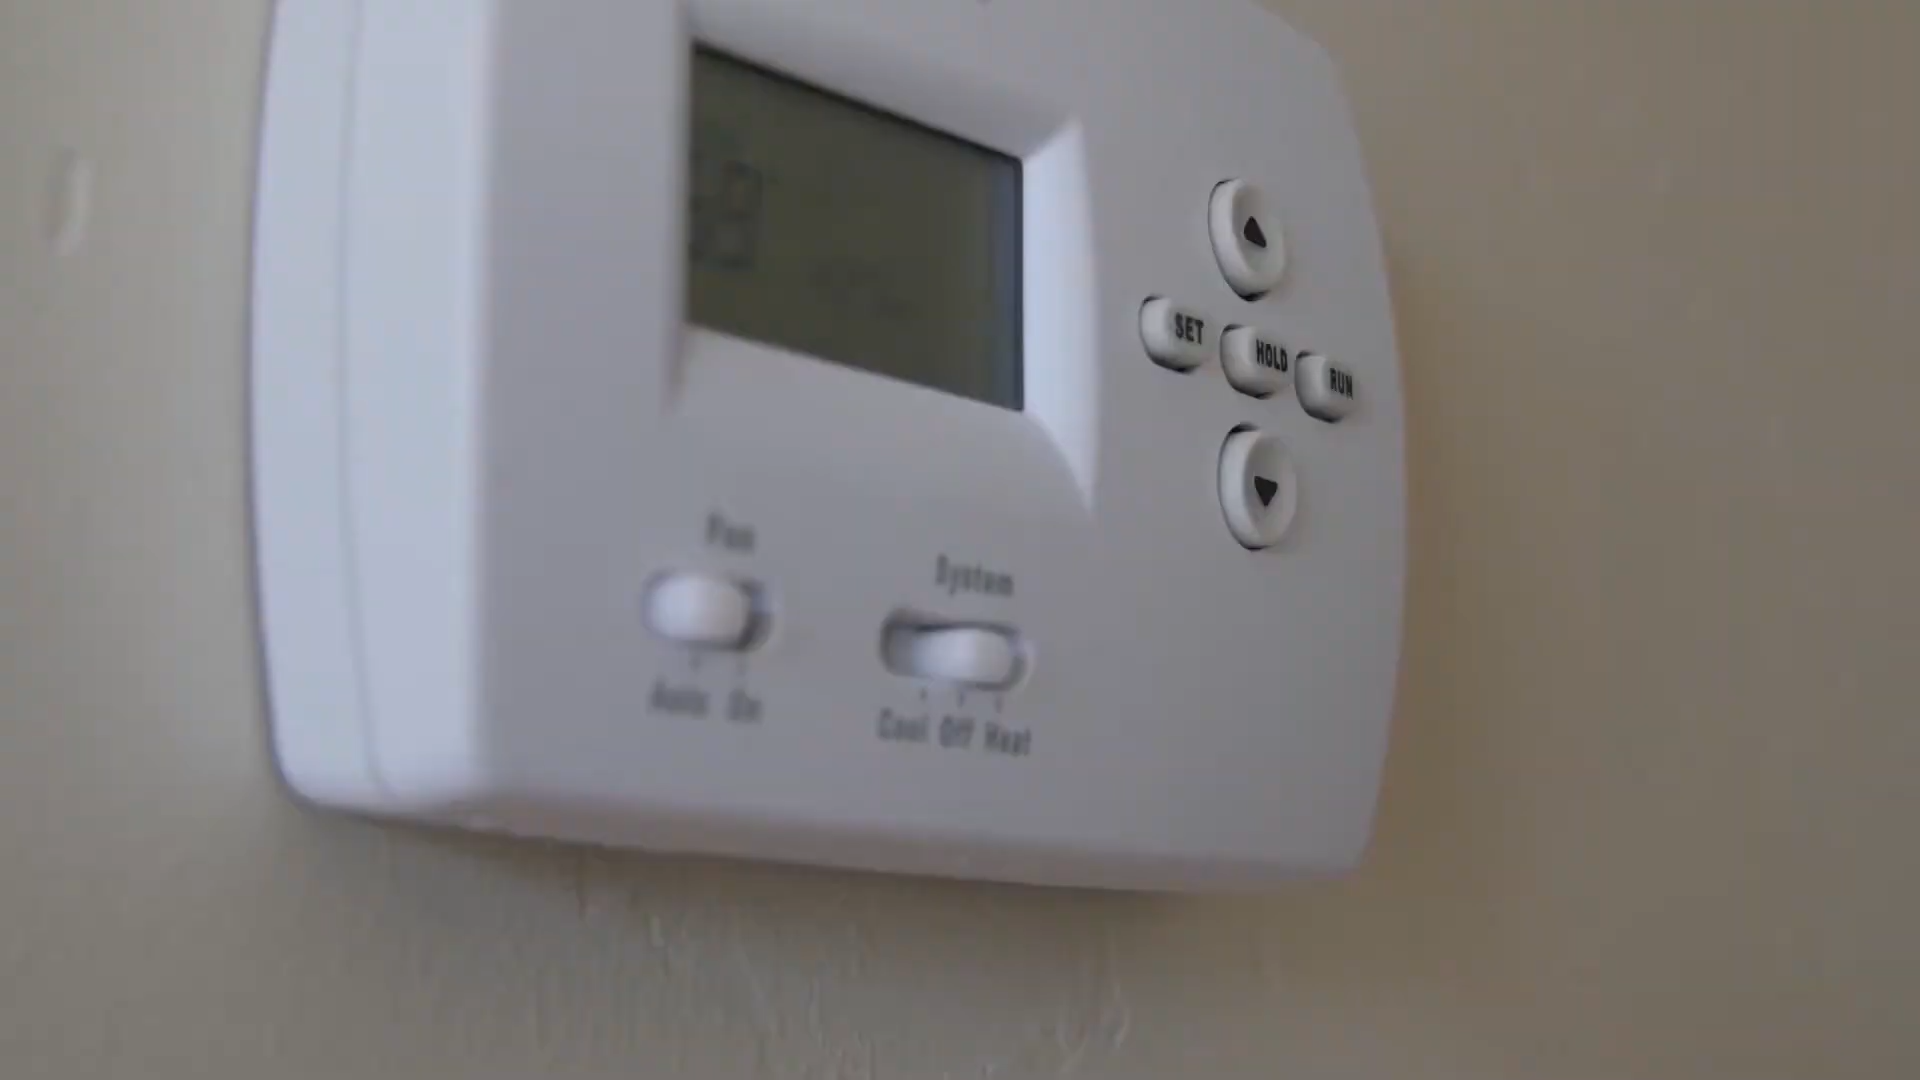 SET HOLD RUN
Fan
System
Auto On
Cool Off Heat